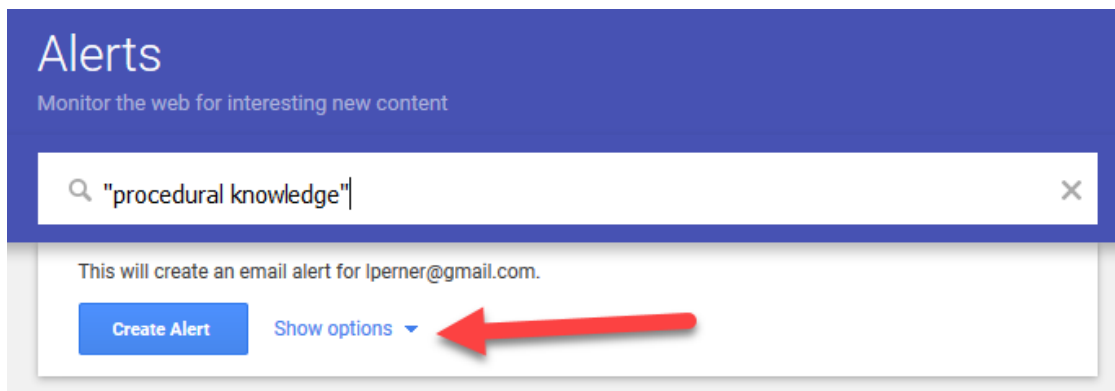 Alerts
Monitor the web for interesting new content
"procedural knowledge"
This will create an email alert for lperner@gmail.com.
Create Alert Show options